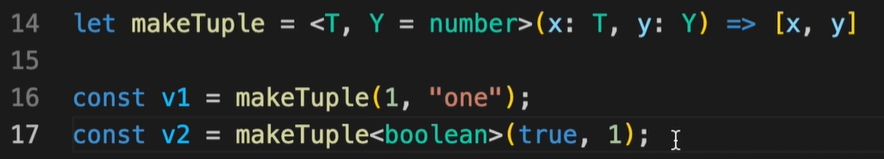 14 let makeTuple = <T, Y = number>(x: T, y: Y) => [x, y]
15
16 const v1 = makeTuple(1, "one");
17 const v2 = makeTuple<boolean>(true, 1);